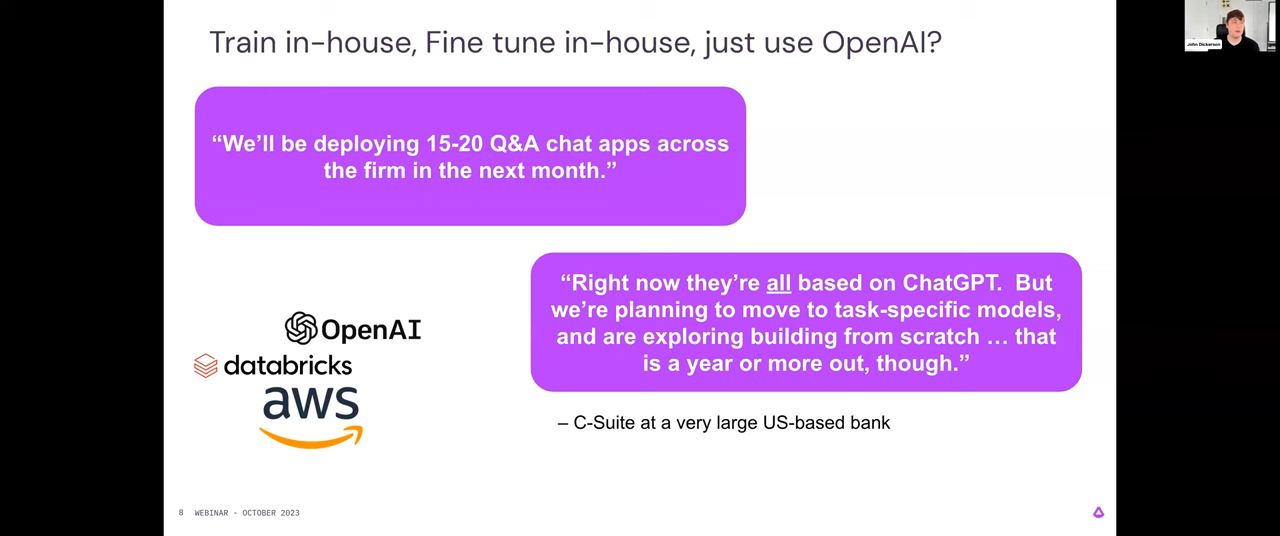 Train in-house, Fine tune in-house, just use OpenAI?
John Dickerson
“We’ll be deploying 15-20 Q&A chat apps across
the firm in the next month.”
“Right now they’re all based on ChatGPT. But
we’re planning to move to task-specific models,
and are exploring building from scratch … that
is a year or more out, though.”
OpenAI
databricks
aws
– C-Suite at a very large US-based bank
8 WEBINAR - OCTOBER 2023